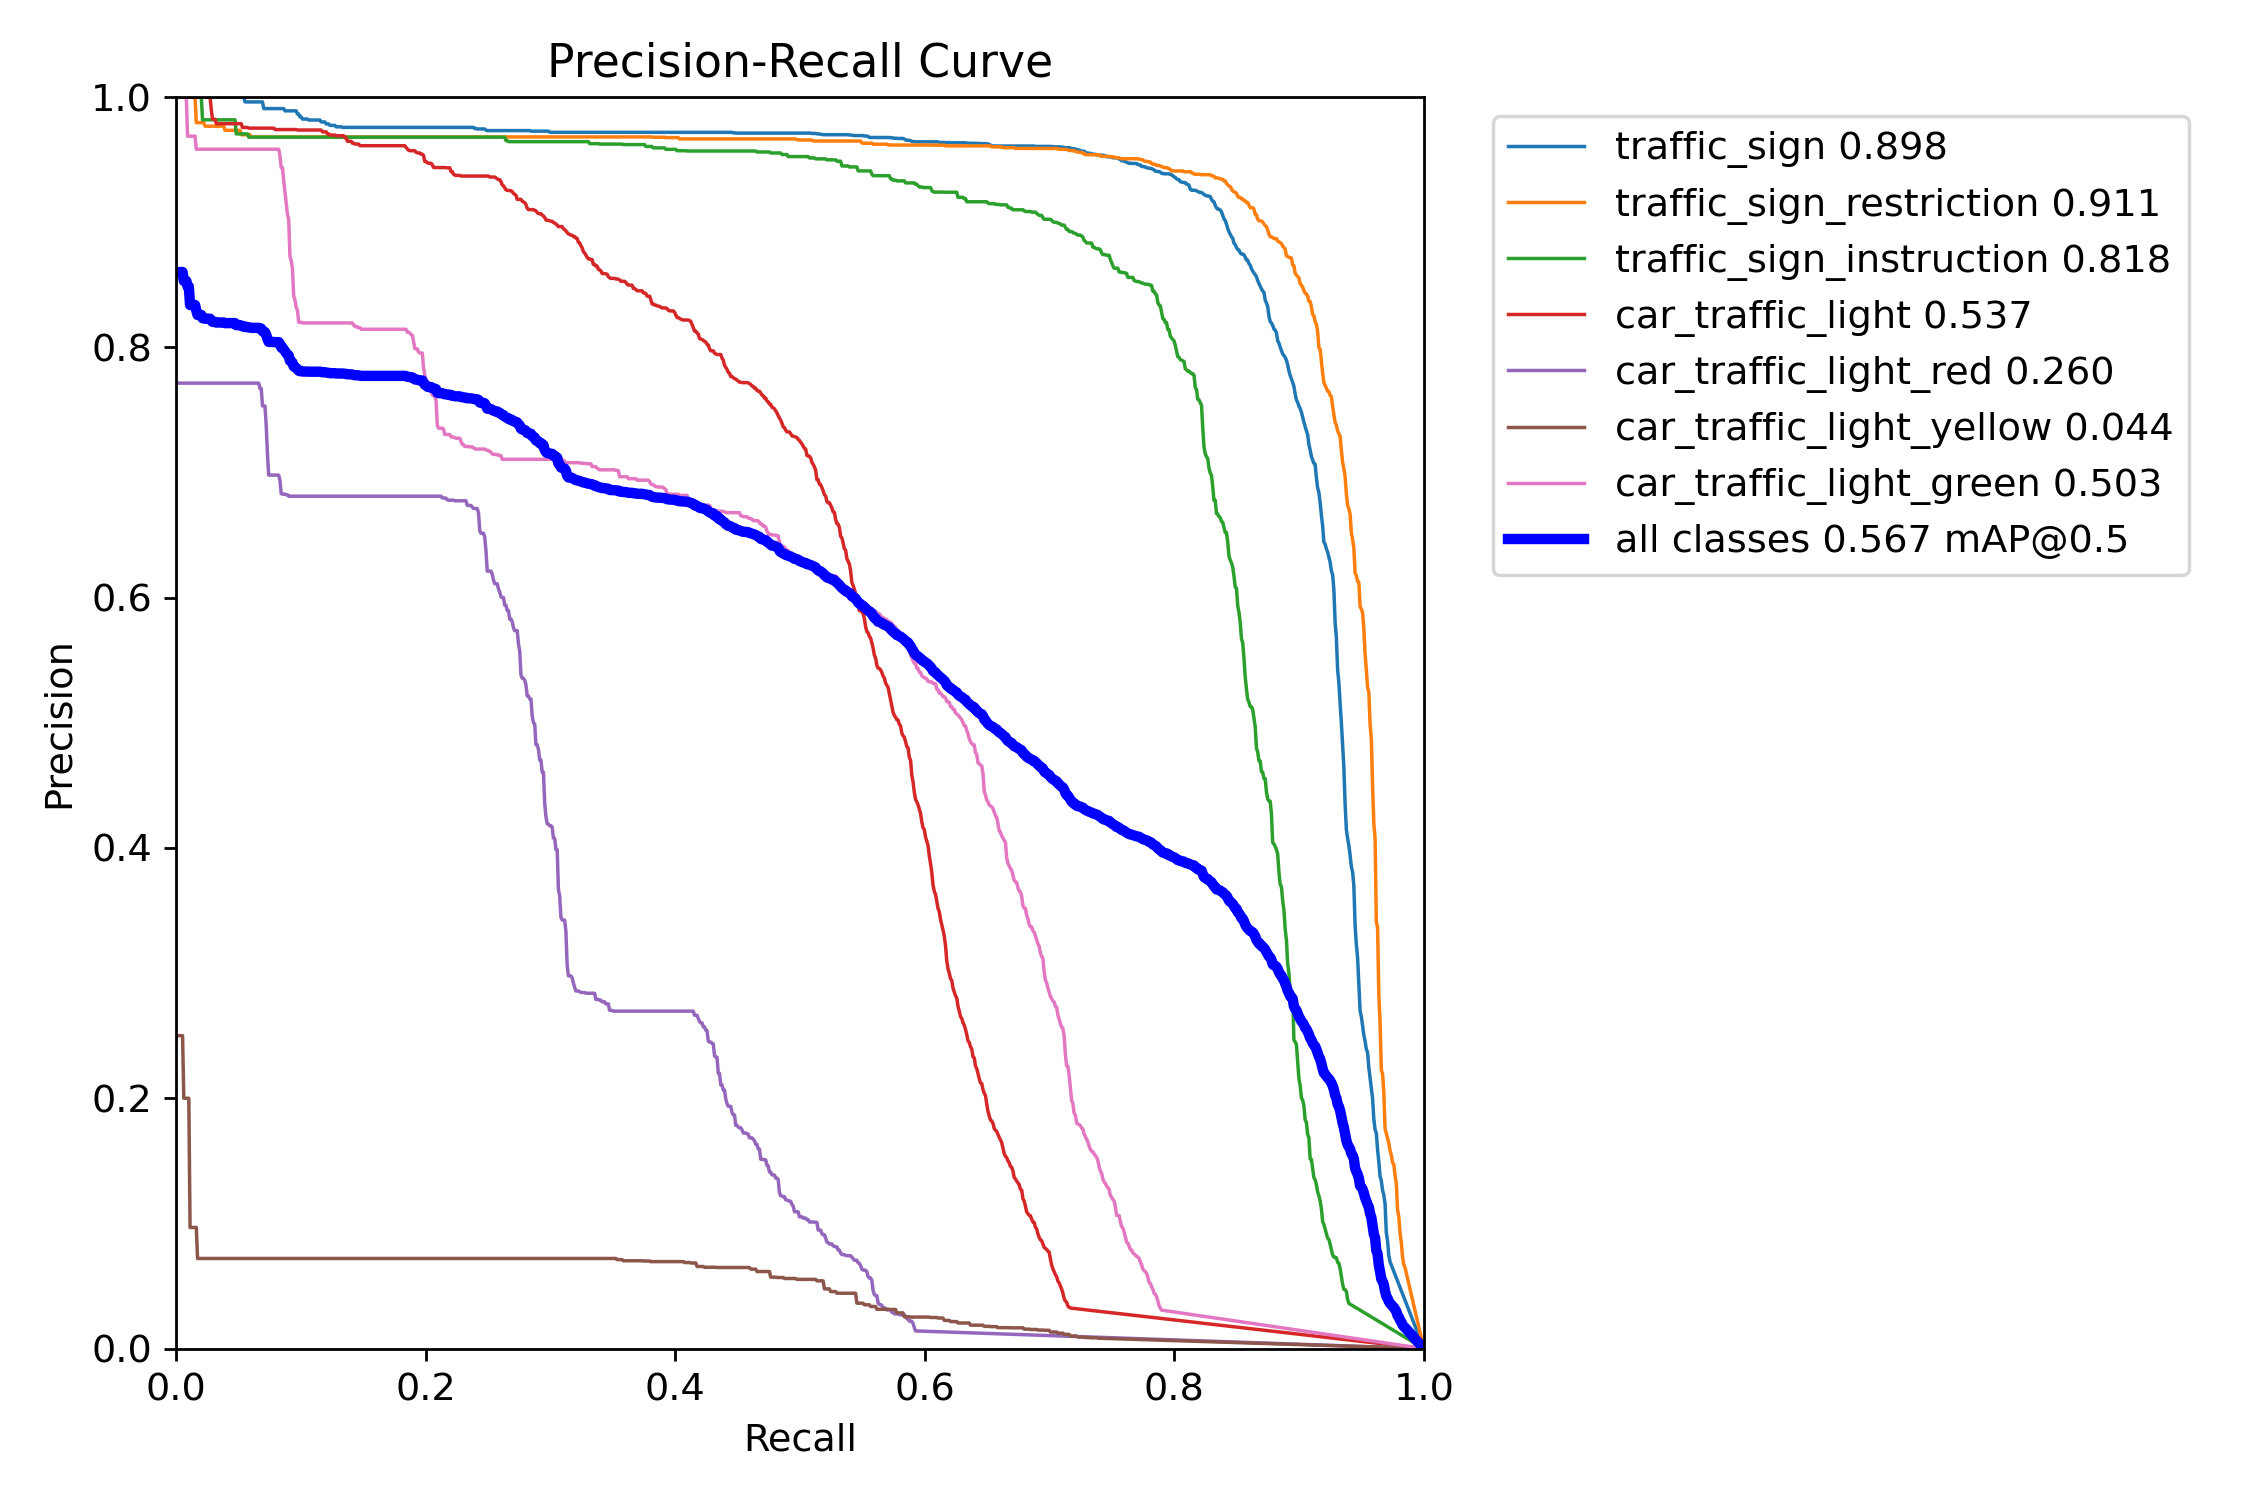 Precision-Recall Curve
1.0
0.8
0.6
0.4
0.2
0.0
Precision
0.0 0.2 0.4 0.6 0.8 1.0
Recall
traffic_sign 0.898
traffic_sign_restriction 0.911
traffic_sign_instruction 0.818
car_traffic_light 0.537
car_traffic_light_red 0.260
car_traffic_light_yellow 0.044
car_traffic_light_green 0.503
all classes 0.567 mAP@0.5